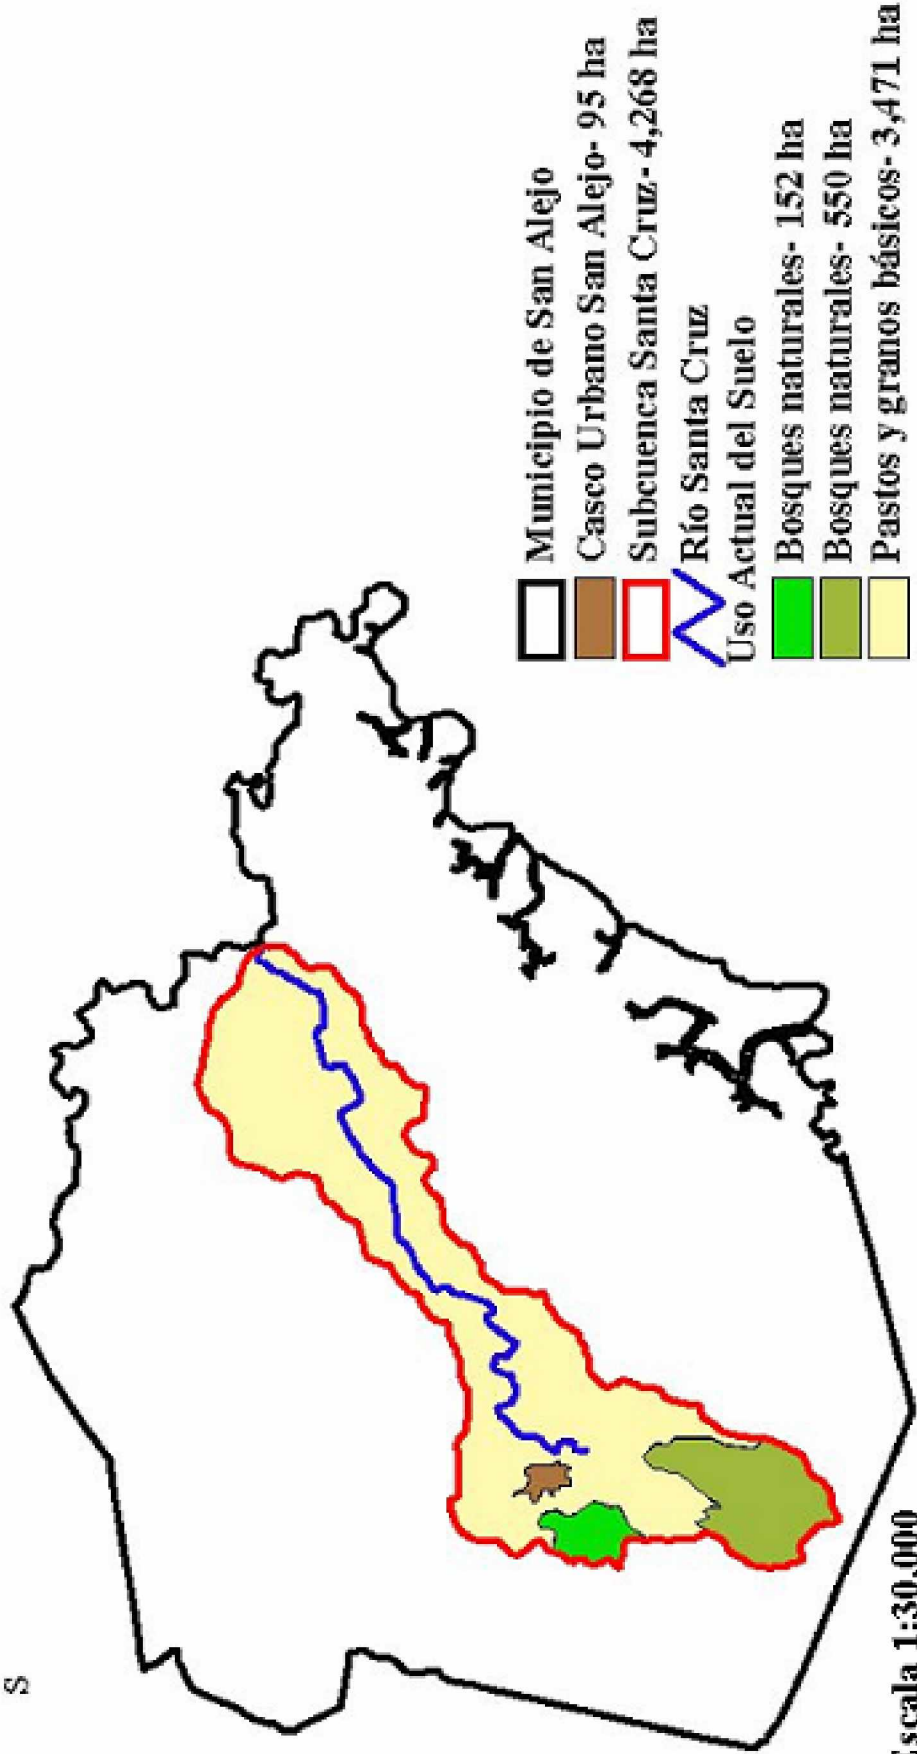 S
Municipio de San Alejo
Casco Urbano San Alejo- 95 ha
Subcuenca Santa Cruz- 4,268 ha
Río Santa Cruz
Uso Actual del Suelo
Bosques naturales- 152 ha
Bosques naturales- 550 ha
Pastos y granos básicos- 3,471 ha
Escala 1:30,000